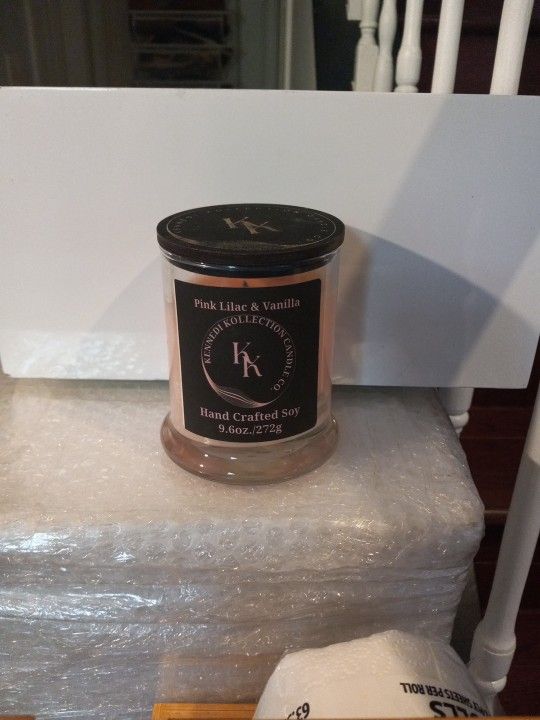 KK
Pink Lilac & Vanilla
KENNEDI KOLLECTION CANDLE CO.
KK
Hand Crafted Soy
9.6oz./272g
SHEETS PER ROLL